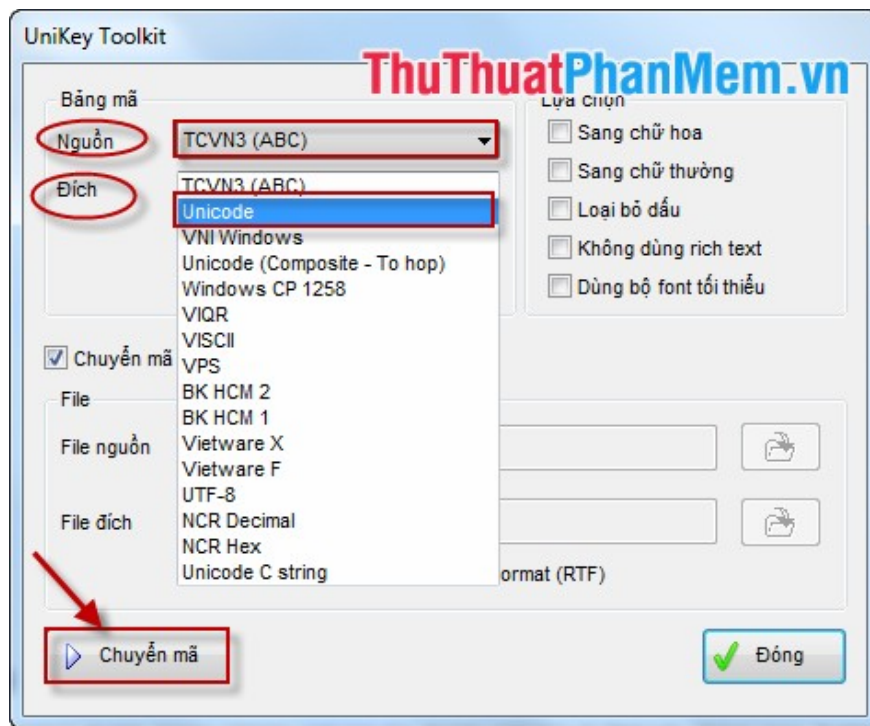 UniKey Toolkit
ThuThuatPhanMem.vn
Bảng mã
Nguồn
TCVN3 (ABC)
Đích
TCVN3 (ABC)
Unicode
VNI Windows
Unicode (Composite - To hop)
Windows CP 1258
VIQR
VISCII
VPS
BK HCM 2
BK HCM 1
Vietware X
Vietware F
UTF-8
NCR Decimal
NCR Hex
Unicode C string
Lựa chọn
Sang chữ hoa
Sang chữ thường
Loại bỏ dấu
Không dùng rich text
Dùng bộ font tối thiểu
Chuyển mã
File
File nguồn
File đích
ormat (RTF)
Chuyển mã
Đóng